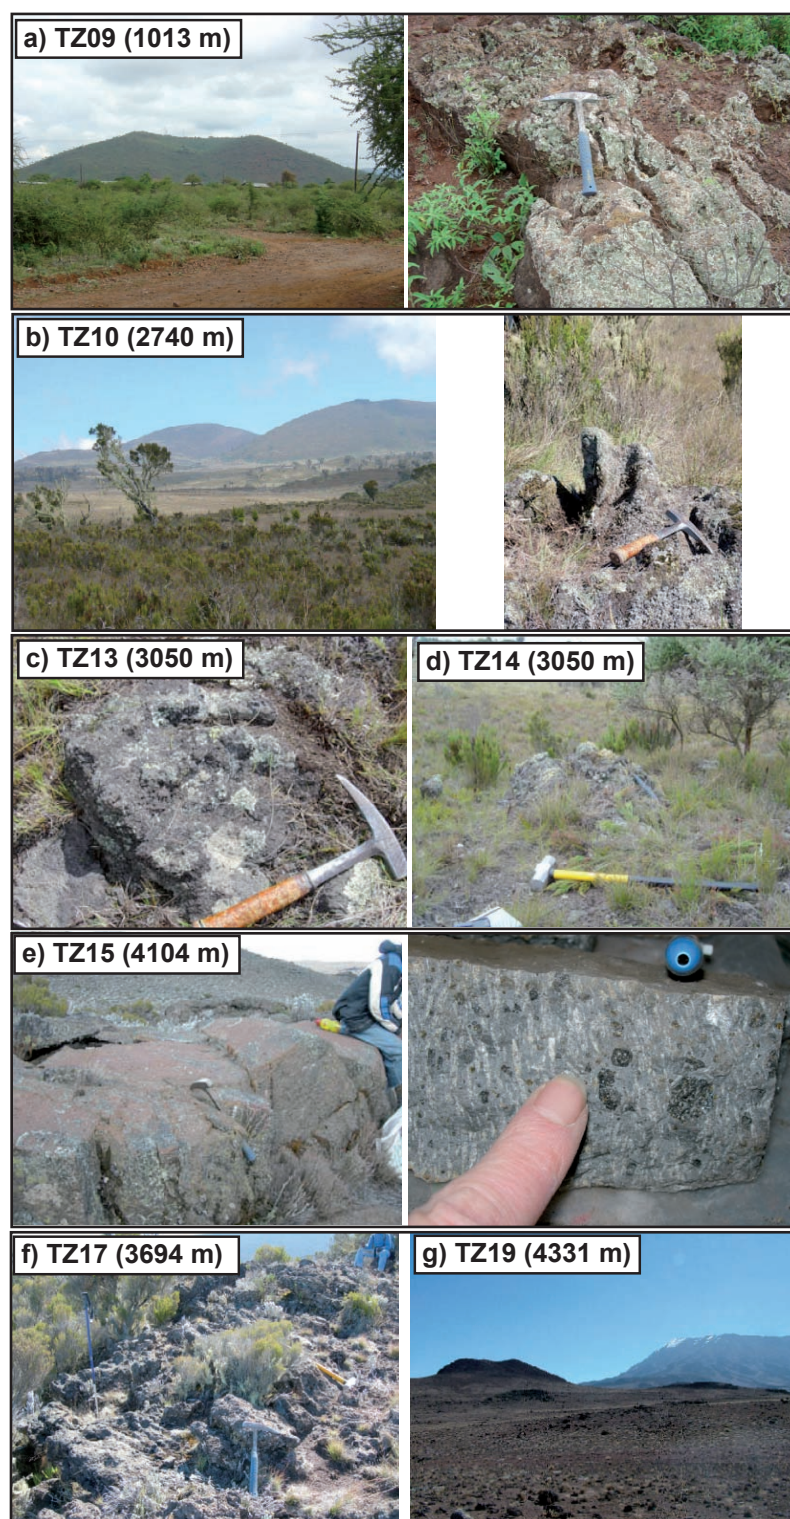 a) TZ09 (1013 m)
b) TZ10 (2740 m)
c) TZ13 (3050 m)
d) TZ14 (3050 m)
e) TZ15 (4104 m)
f) TZ17 (3694 m)
g) TZ19 (4331 m)